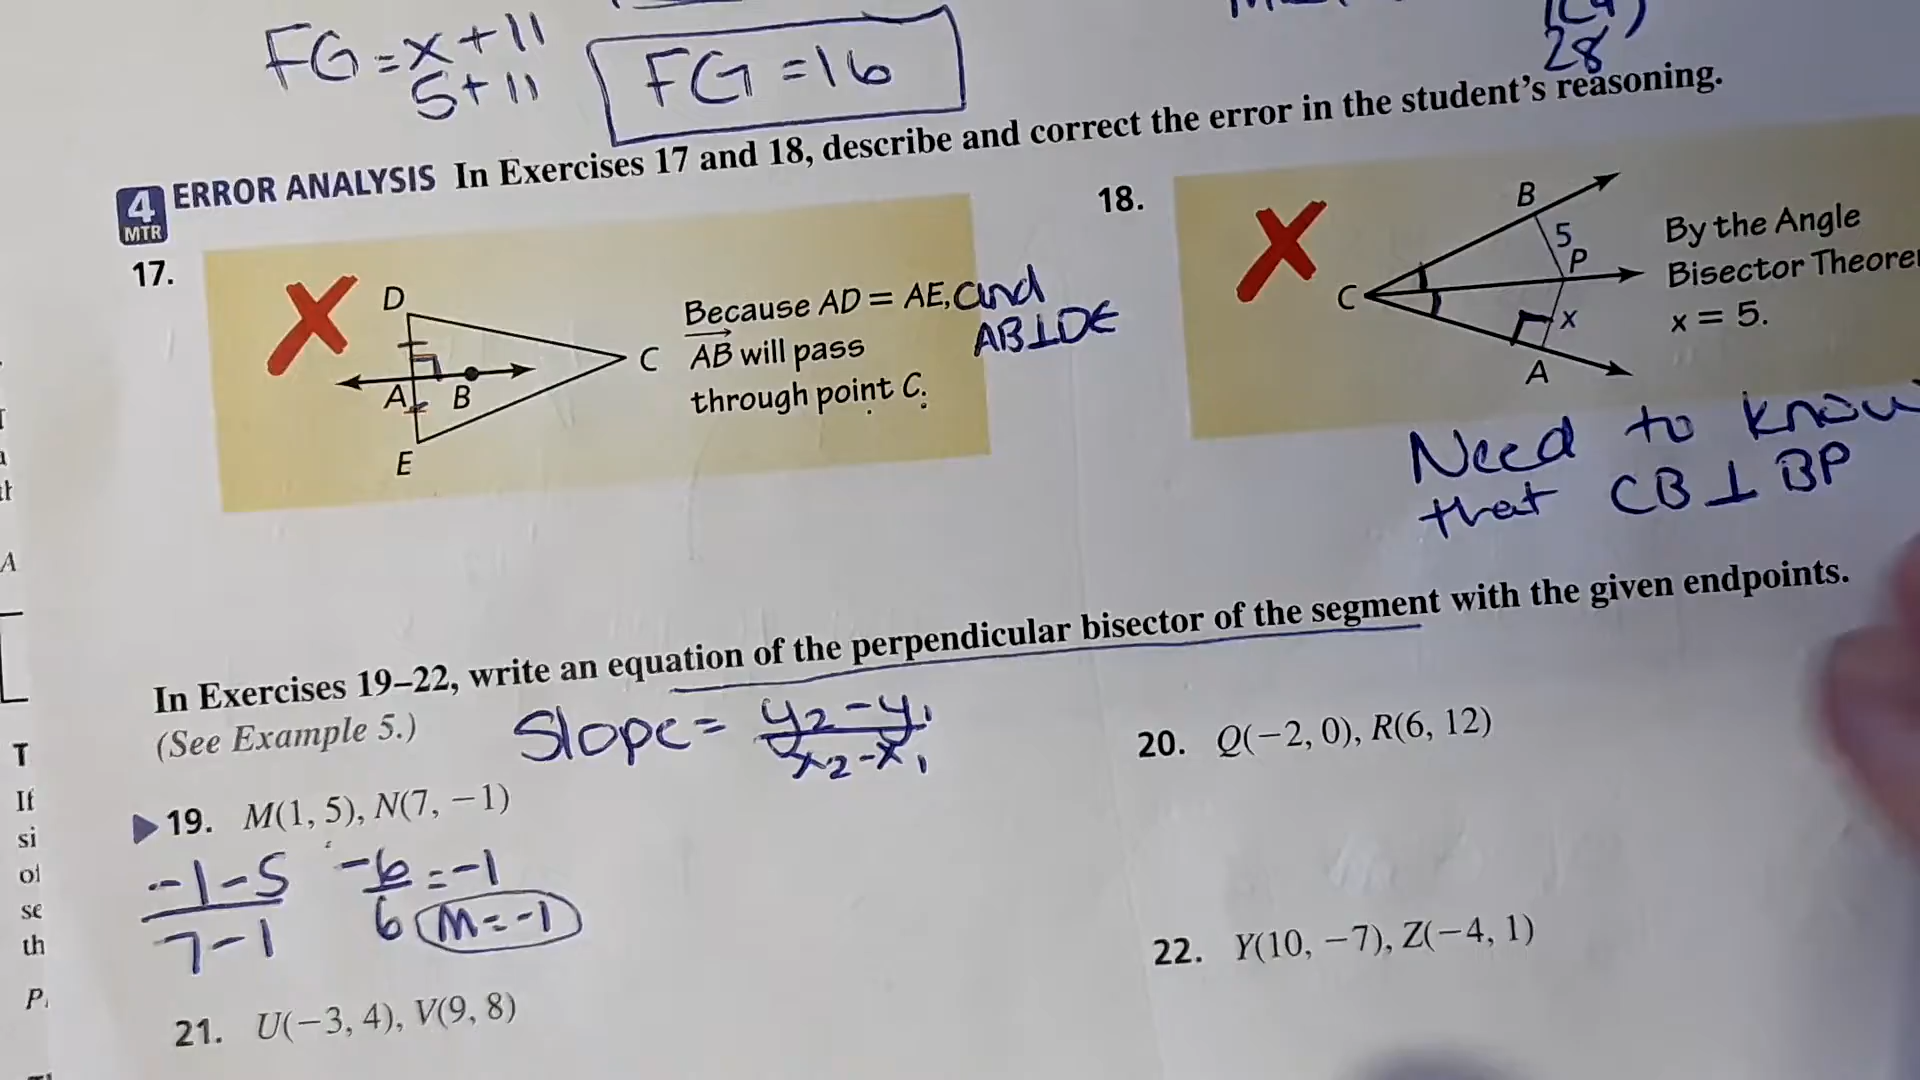 FG = x + 11
5 + 11
FG = 16
28
4
MTR
ERROR ANALYSIS In Exercises 17 and 18, describe and correct the error in the student's reasoning.
17.
D
A
B
C
E
Because AD = AE, and
AB ⊥ DE
AB will pass
through point C.
18.
B
5
P
C
x
A
By the Angle
Bisector
x = 5.
Need to know
that CB ⊥ BP
In Exercises 19–22, write an equation of the perpendicular bisector of the segment with the given endpoints.
(See Example 5.)
Slope = y₂ - y₁
x₂ - x₁
19. M(1, 5), N(7, −1)
-1-5
7-1
-6 = -1
6
m = -1
20. Q(−2, 0), R(6, 12)
21. U(−3, 4), V(9, 8)
22. Y(10, −7), Z(−4, 1)
A
T
If
si
of
se
th
P